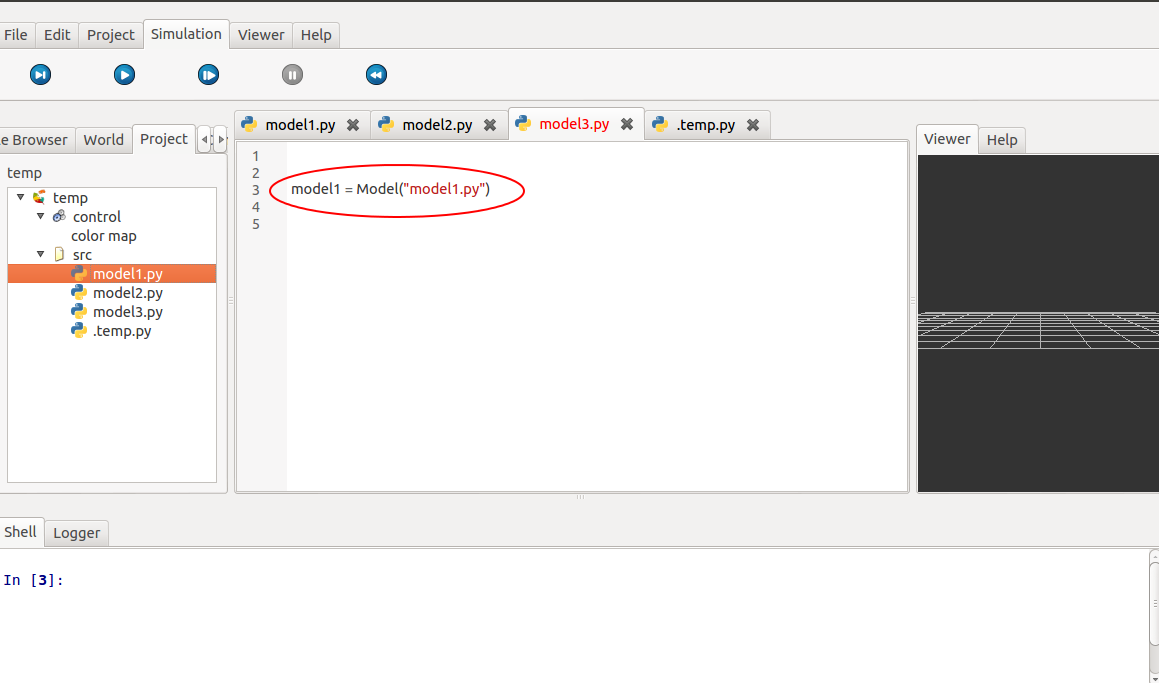 File Edit Project Simulation Viewer Help
model1.py model2.py model3.py .temp.py
e Browser World Project
Viewer Help
temp
temp
control
color map
src
model1.py
model2.py
model3.py
.temp.py
1
2
3 model1 = Model("model1.py")
4
5
Shell Logger
In [3]: